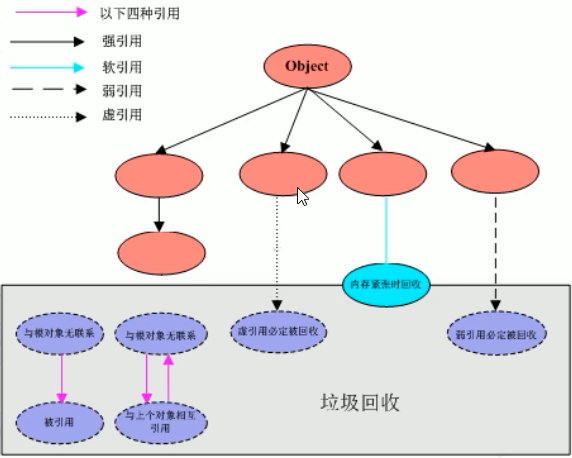 以下四种引用
强引用
软引用
弱引用
虚引用
Object
内存紧张时回收
与根对象无联系
与根对象无联系
虚引用必定被回收
弱引用必定被回收
被引用
与上个对象相互
引用
垃圾回收